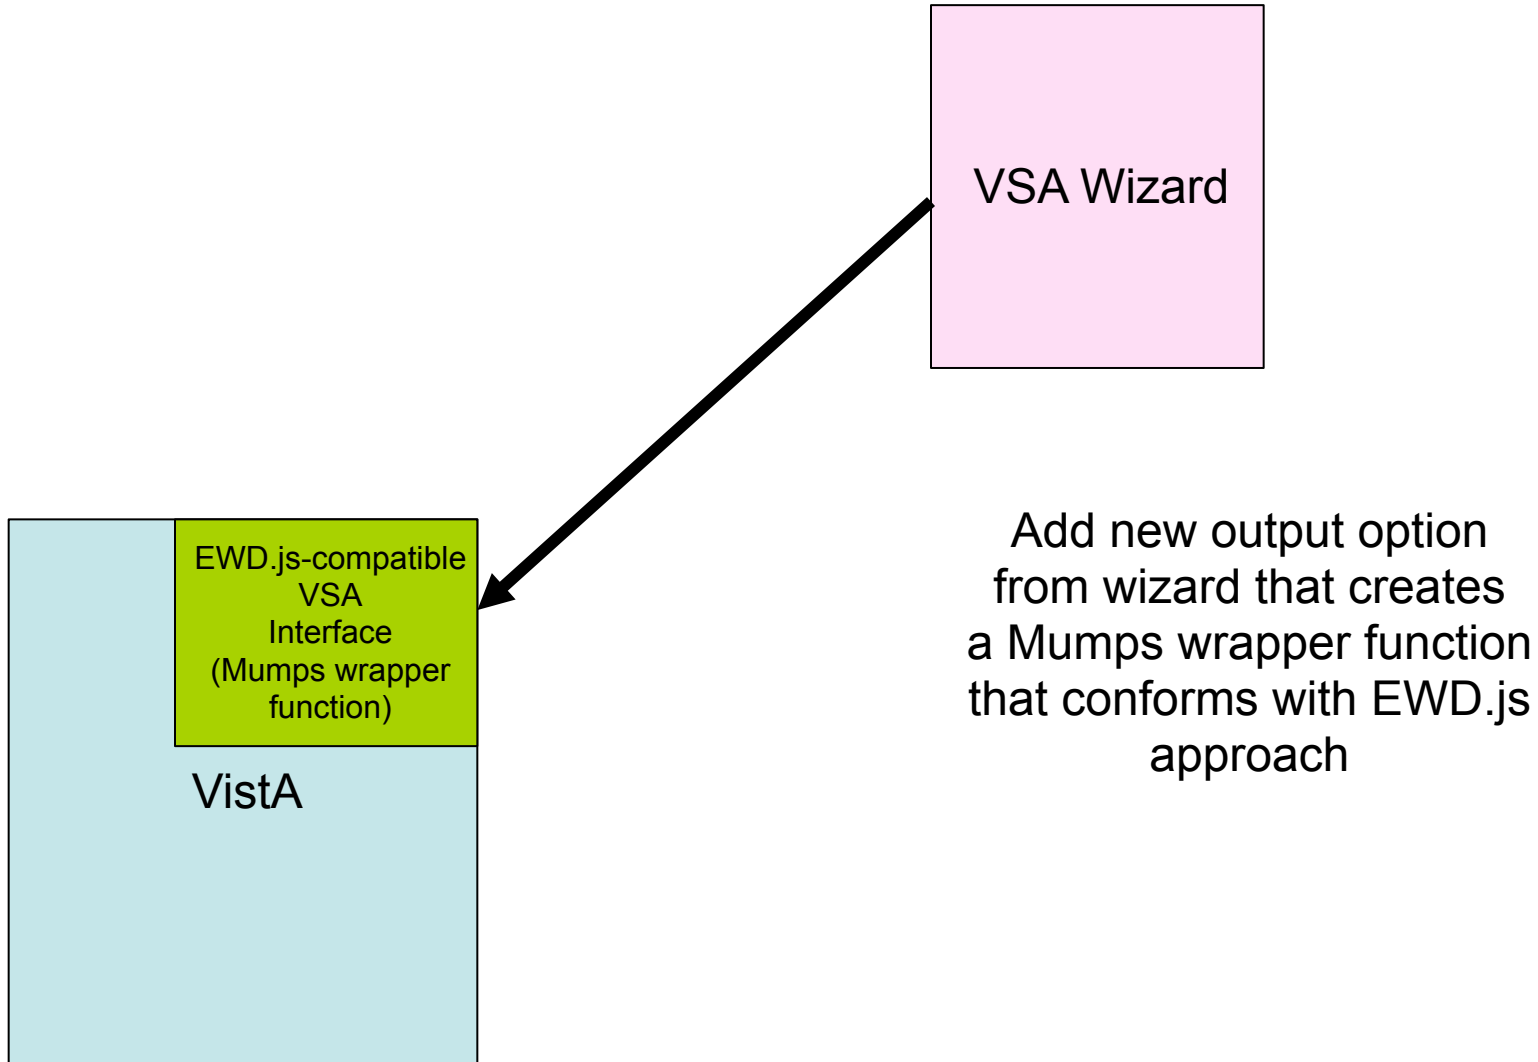 VSA Wizard
EWD.js-compatible
VSA
Interface
(Mumps wrapper
function)
VistA
Add new output option
from wizard that creates
a Mumps wrapper function
that conforms with EWD.js
approach